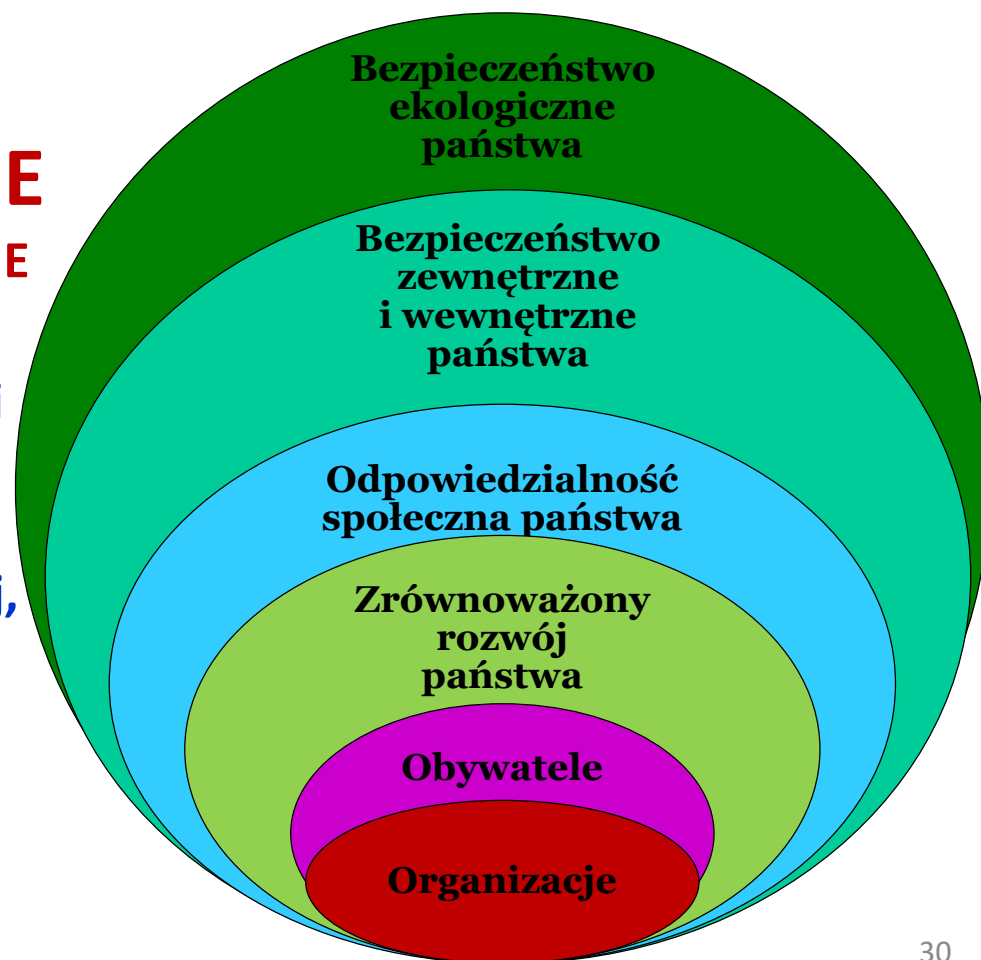 Bezpieczeństwo
ekologiczne
państwa
E
E
Bezpieczeństwo
zewnętrzne
i wewnętrzne
państwa
i
Odpowiedzialność
społeczna państwa
j,
Zrównoważony
rozwój
państwa
Obywatele
Organizacje
30